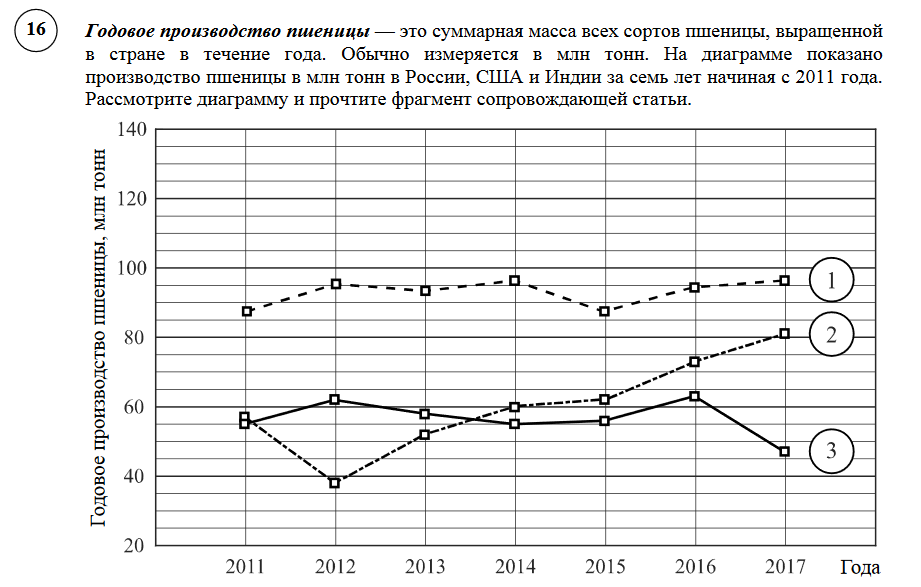 16
Годовое производство пшеницы — это суммарная масса всех сортов пшеницы, выращенной
в стране в течение года. Обычно измеряется в млн тонн. На диаграмме показано
производство пшеницы в млн тонн в России, США и Индии за семь лет начиная с 2011 года.
Рассмотрите диаграмму и прочтите фрагмент сопровождающей статьи.
Годовое производство пшеницы, млн тонн
140
120
100
80
60
40
20
1
2
3
2011 2012 2013 2014 2015 2016 2017 Года